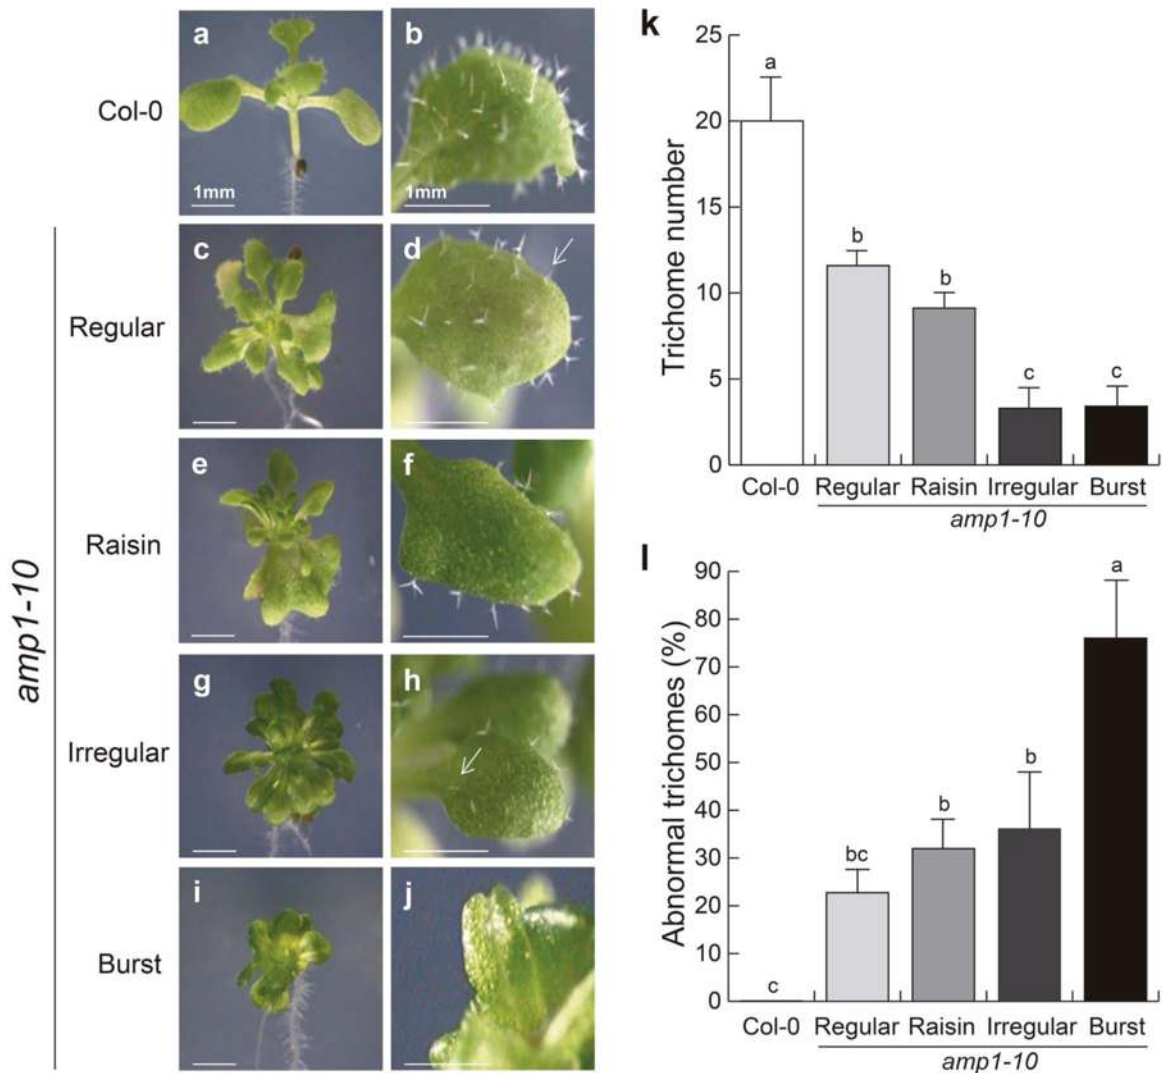 Col-0
Regular
Raisin
Irregular
Burst
amp1-10
a
1mm
b
1mm
c
d
e
f
g
h
i
j
k
Trichome number
25
20
15
10
5
0
a
b
b
c
c
Col-0 Regular Raisin Irregular Burst
amp1-10
l
Abnormal trichomes (%)
90
80
70
60
50
40
30
20
10
0
c
bc
b
b
a
Col-0 Regular Raisin Irregular Burst
amp1-10